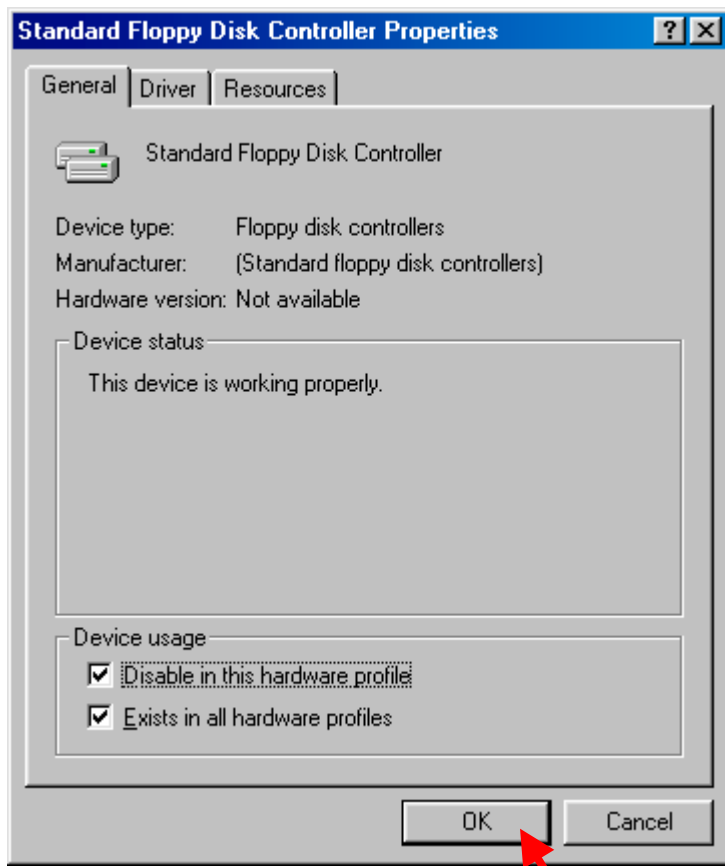 Standard Floppy Disk Controller Properties
General Driver Resources
Standard Floppy Disk Controller
Device type: Floppy disk controllers
Manufacturer: (Standard floppy disk controllers)
Hardware version: Not available
Device status
This device is working properly.
Device usage
Disable in this hardware profile
Exists in all hardware profiles
OK Cancel